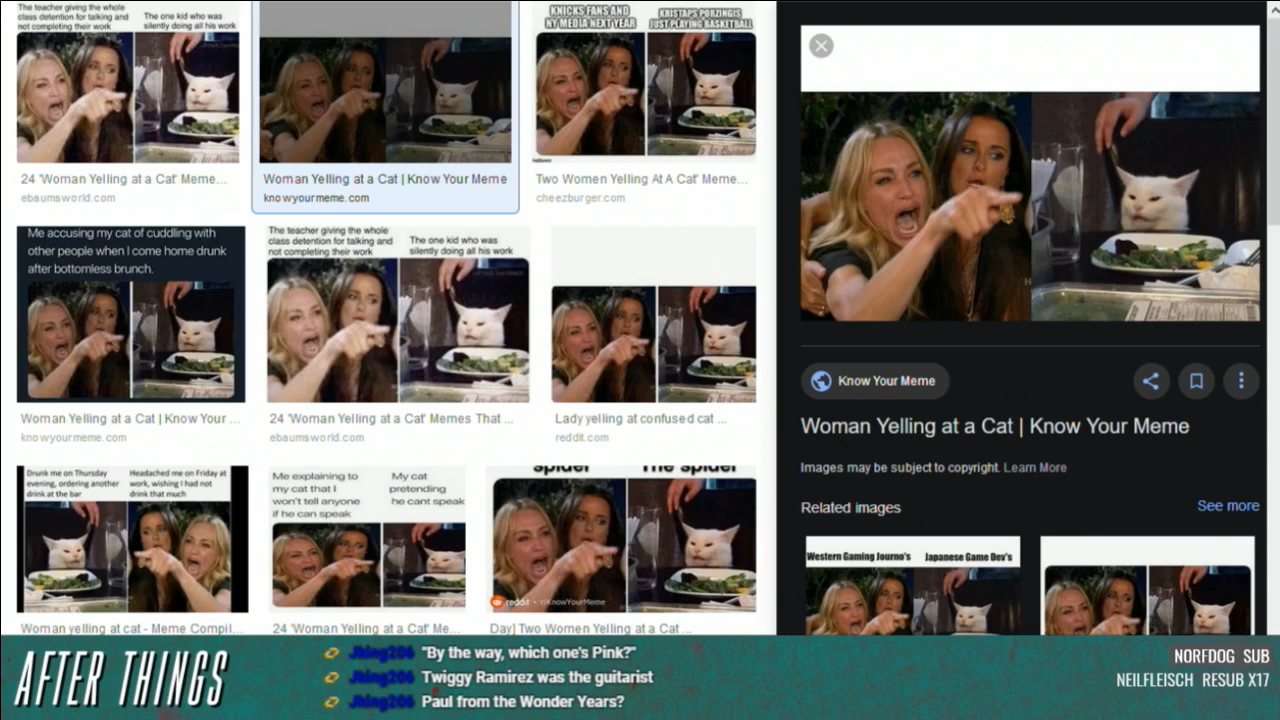 The teacher giving the whole
class detention for talking and
not completing their work
The one kid who was
silently doing all his work
KNICKS FANS AND
NY MEDIA NEXT YEAR
KRISTAPS PORZINGIS
JUST PLAYING BASKETBALL
24 'Woman Yelling at a Cat' Meme...
ebaumsworld.com
Woman Yelling at a Cat | Know Your Meme
knowyourmeme.com
Two Women Yelling At A Cat' Meme...
cheezburger.com
Me accusing my cat of cuddling with
other people when I come home drunk
after bottomless brunch.
The teacher giving the whole
class detention for talking and
not completing their work
The one kid who was
silently doing all his work
Woman Yelling at a Cat | Know Your ...
knowyourmeme.com
24 'Woman Yelling at a Cat' Memes That ...
ebaumsworld.com
Lady yelling at confused cat ...
reddit.com
Drunk me on Thursday
evening, ordering another
drink at the bar
Headached me on Friday at
work, wishing I had not
drink that much
Me explaining to
my cat that I
won't tell anyone
if he can speak
My cat
pretending
he cant speak
spider
The spider
reddit • r/KnowYourMeme
Woman yelling at cat - Meme Compil...
24 'Woman Yelling at a Cat' Me...
Day| Two Women Yelling at a Cat ...
Know Your Meme
Woman Yelling at a Cat | Know Your Meme
Images may be subject to copyright. Learn More
Related images
See more
Western Gaming Journo's
Japanese Game Dev's
AFTER THINGS
Jking206 "By the way, which one's Pink?"
Jking206 Twiggy Ramirez was the guitarist
Jking206 Paul from the Wonder Years?
NORFDOG SUB
NEILFLEISCH RESUB X17